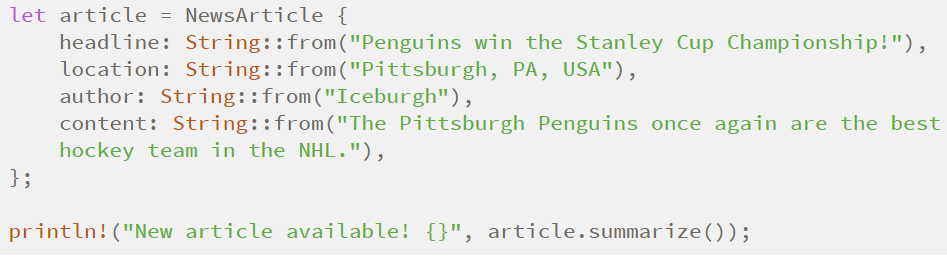 let article = NewsArticle {
    headline: String::from("Penguins win the Stanley Cup Championship!"),
    location: String::from("Pittsburgh, PA, USA"),
    author: String::from("Iceburgh"),
    content: String::from("The Pittsburgh Penguins once again are the best
    hockey team in the NHL."),
};

println!("New article available! {}", article.summarize());